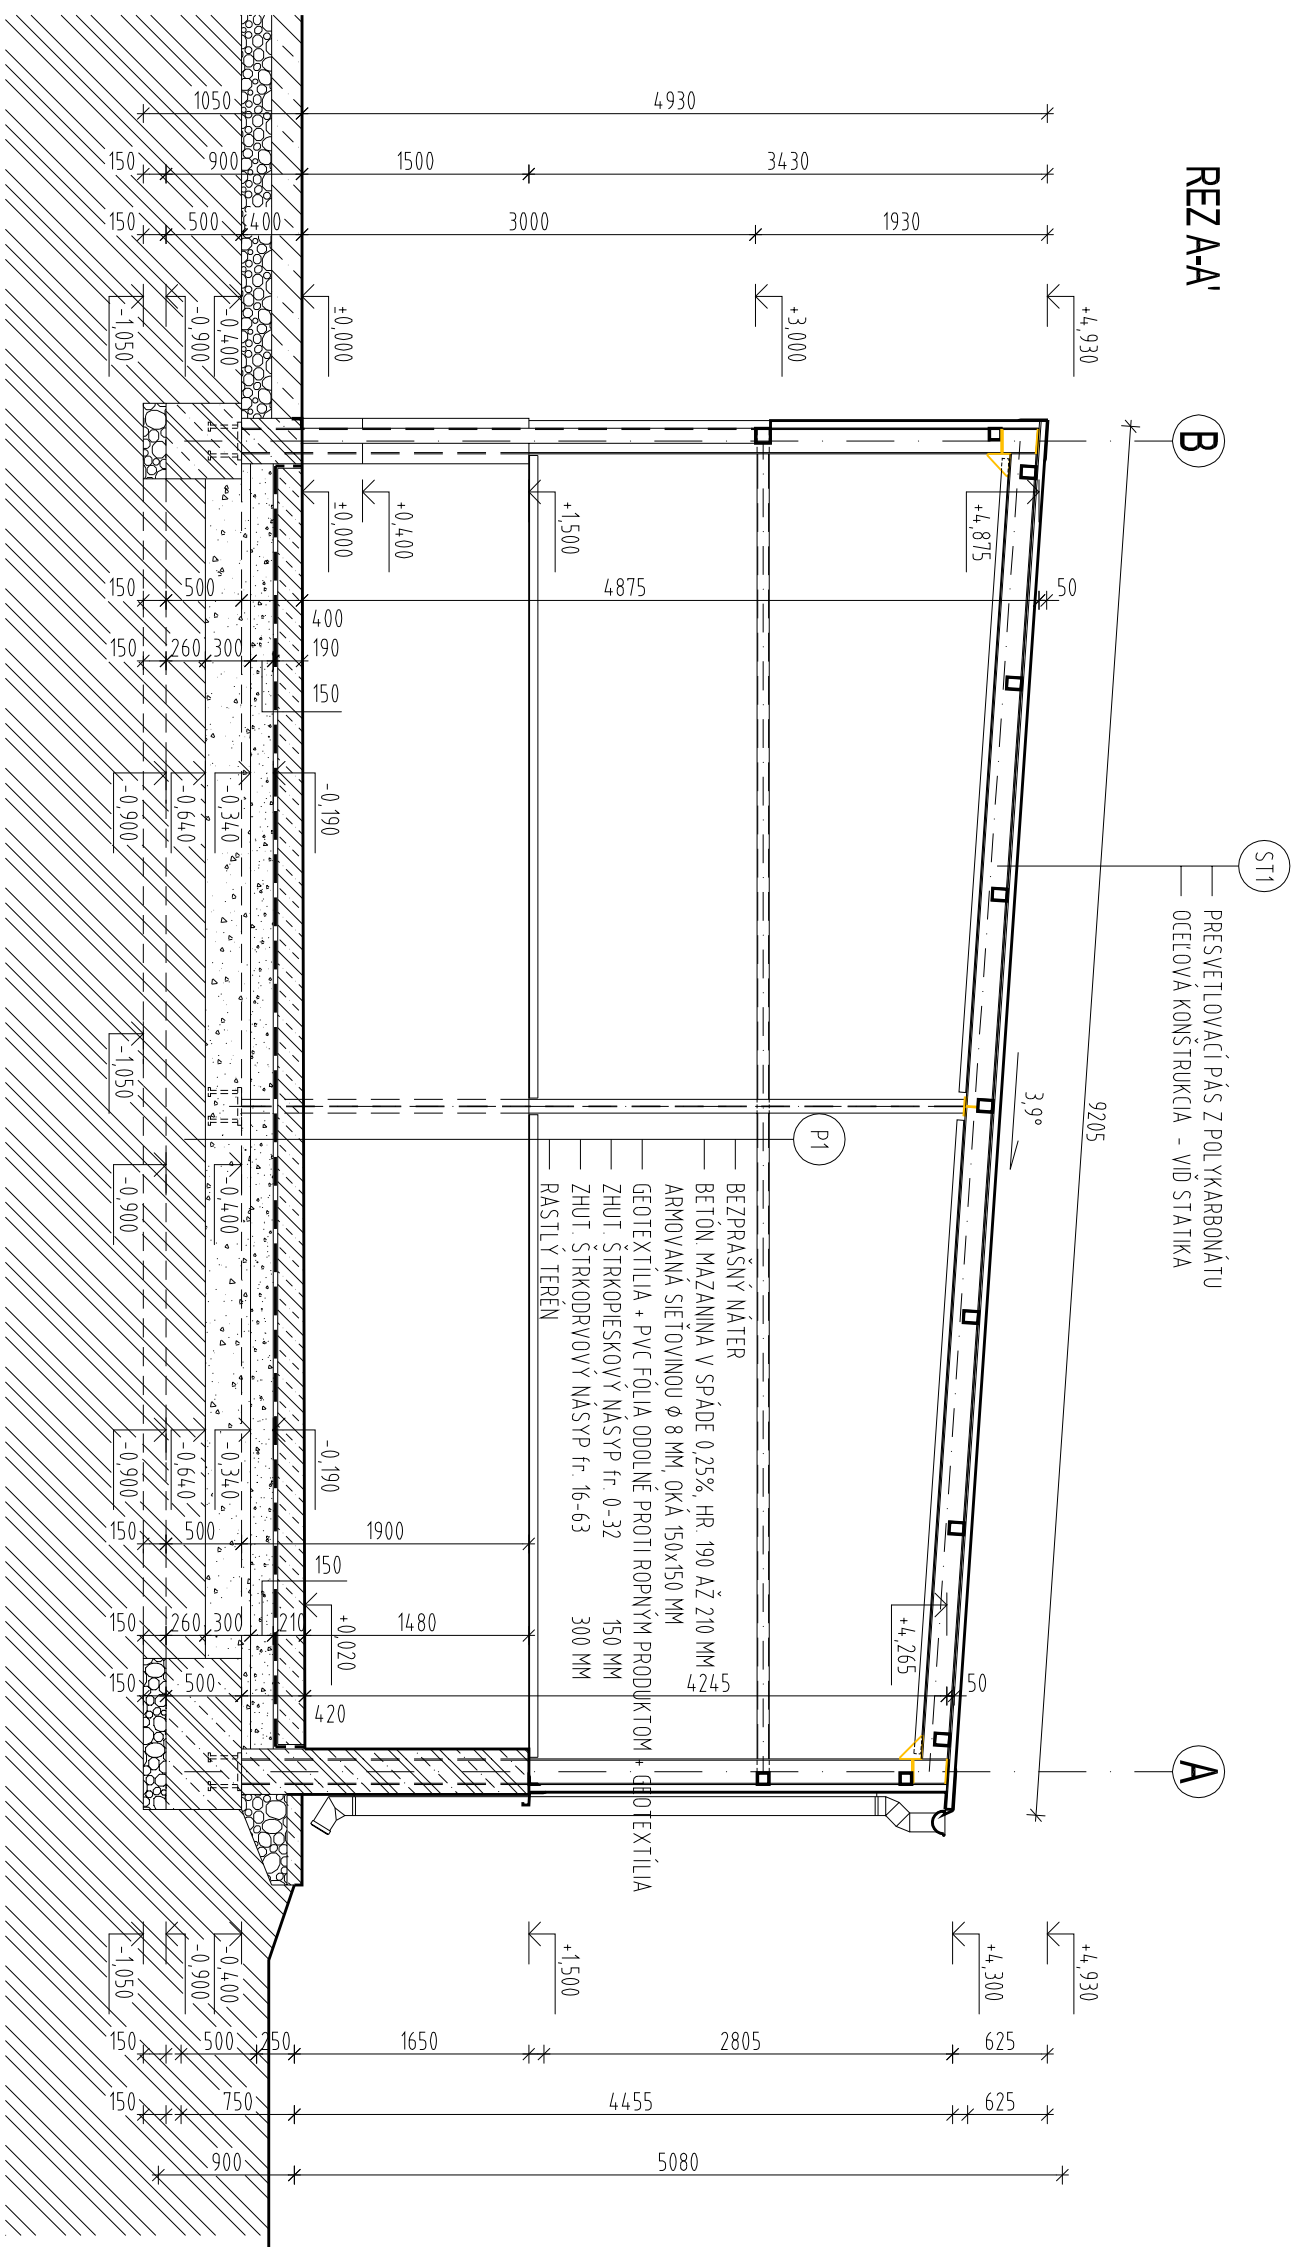 REZ A-A'
B
A
ST1
PRESVETLOVACÍ PÁS Z POLYKARBONÁTU
OCEĽOVÁ KONŠTRUKCIA - VIĎ STATIKA
9205
3,9°
P1
BEZPRAŠNÝ NÁTER
BETÓN. MAZANINA V SPÁDE 0,25%, HR. 190 AŽ 210 MM
ARMOVANÁ SIEŤOVINOU Ø 8 MM, OKÁ 150x150 MM
GEOTEXTÍLIA + PVC FÓLIA ODOLNÉ PROTI ROPNÝM PRODUKTOM + GEOTEXTÍLIA
ZHUT. ŠTRKOPIESKOVÝ NÁSYP fr. 0-32 150 MM
ZHUT. ŠTRKODRVOVÝ NÁSYP fr. 16-63 300 MM
RASTLÝ TERÉN
1050 4930
150 900 1500 3430
150 500 400 3000 1930
-1,050 -0,900 -0,400 ±0,000 +3,000 +4,930
±0,000 +0,400 +1,500 +4,875
150 500 400 4875 50
150 260 300 190
150
-0,900 -0,640 -0,340 -0,190
-1,050
-0,900 -0,400
-0,900 -0,640 -0,340 -0,190
150 500 1900
150
150 260 300 210 1480
+0,020 +4,265
150 500 420 4245 50
-1,050 -0,900 -0,400 +1,500 +4,300 +4,930
150 500 250 1650 2805 625
150 750 4455 625
900 5080